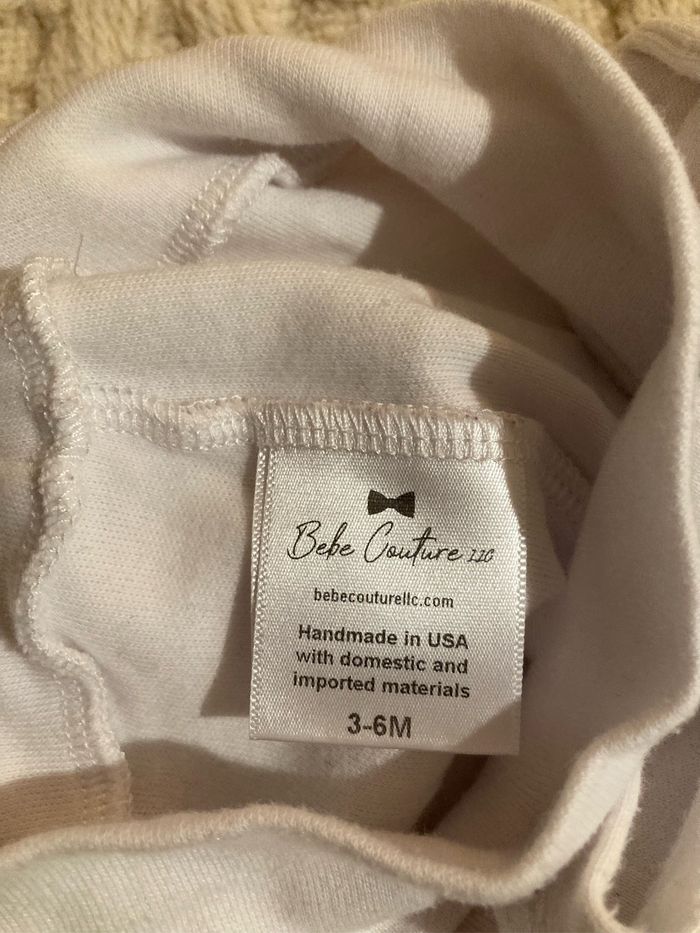 Bebe Couture LLC
bebecouturellc.com
Handmade in USA
with domestic and
imported materials
3-6M